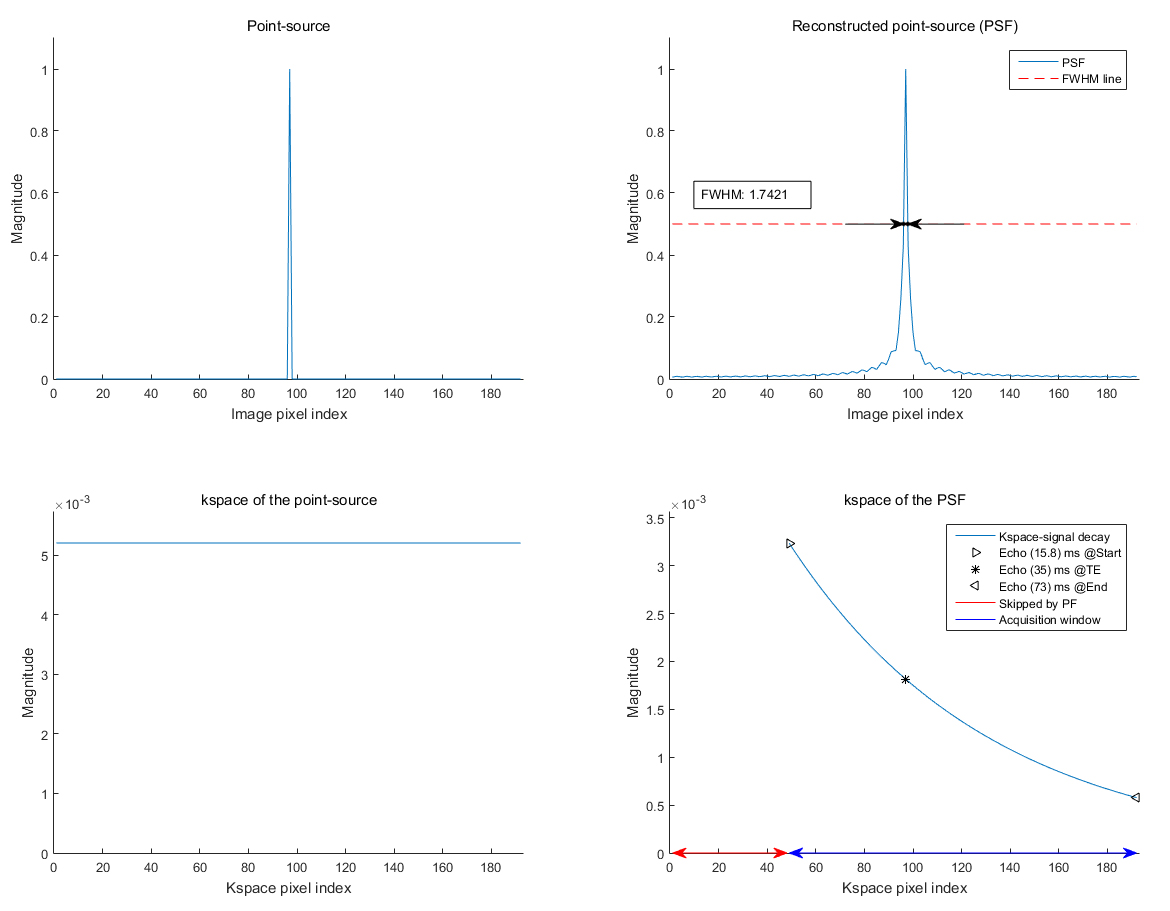 Point-source
Magnitude
1
0.8
0.6
0.4
0.2
0
0 20 40 60 80 100 120 140 160 180
Image pixel index
Reconstructed point-source (PSF)
PSF
FWHM line
FWHM: 1.7421
Magnitude
1
0.8
0.6
0.4
0.2
0
0 20 40 60 80 100 120 140 160 180
Image pixel index
kspace of the point-source
×10-3
Magnitude
5
4
3
2
1
0
0 20 40 60 80 100 120 140 160 180
Kspace pixel index
kspace of the PSF
×10-3
Kspace-signal decay
Echo (15.8) ms @Start
Echo (35) ms @TE
Echo (73) ms @End
Skipped by PF
Acquisition window
Magnitude
3.5
3
2.5
2
1.5
1
0.5
0
0 20 40 60 80 100 120 140 160 180
Kspace pixel index